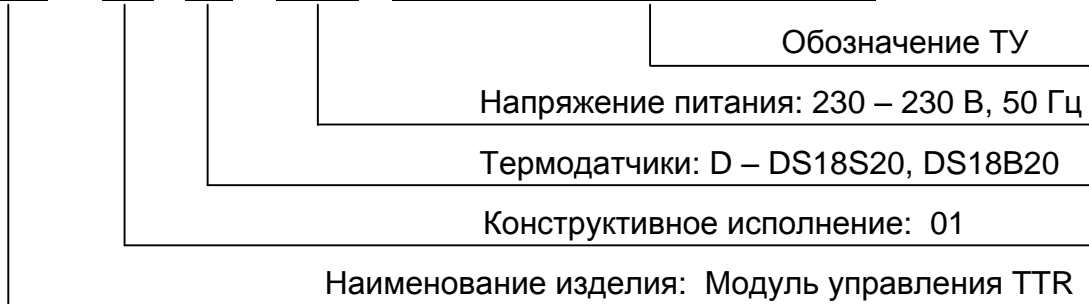 Обозначение ТУ
Напряжение питания: 230 – 230 В, 50 Гц
Термодатчики: D – DS18S20, DS18B20
Конструктивное исполнение: 01
Наименование изделия: Модуль управления TTR